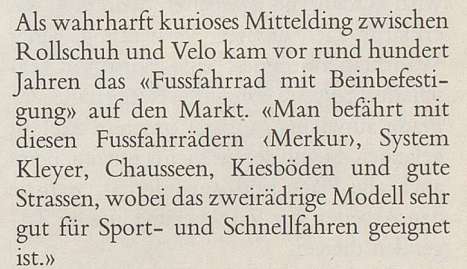 Als wahrharft kurioses Mittelding zwischen
Rollschuh und Velo kam vor rund hundert
Jahren das «Fussfahrrad mit Beinbefesti-
gung» auf den Markt. «Man befährt mit
diesen Fussfahrrädern ‹Merkur›, System
Kleyer, Chausseen, Kiesböden und gute
Strassen, wobei das zweirädrige Modell sehr
gut für Sport- und Schnellfahren geeignet
ist.»